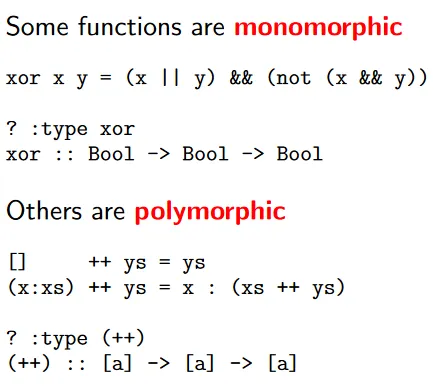 Some functions are monomorphic
xor x y = (x || y) && (not (x && y))
? :type xor
xor :: Bool -> Bool -> Bool
Others are polymorphic
[]     ++ ys = ys
(x:xs) ++ ys = x : (xs ++ ys)
? :type (++)
(++) :: [a] -> [a] -> [a]